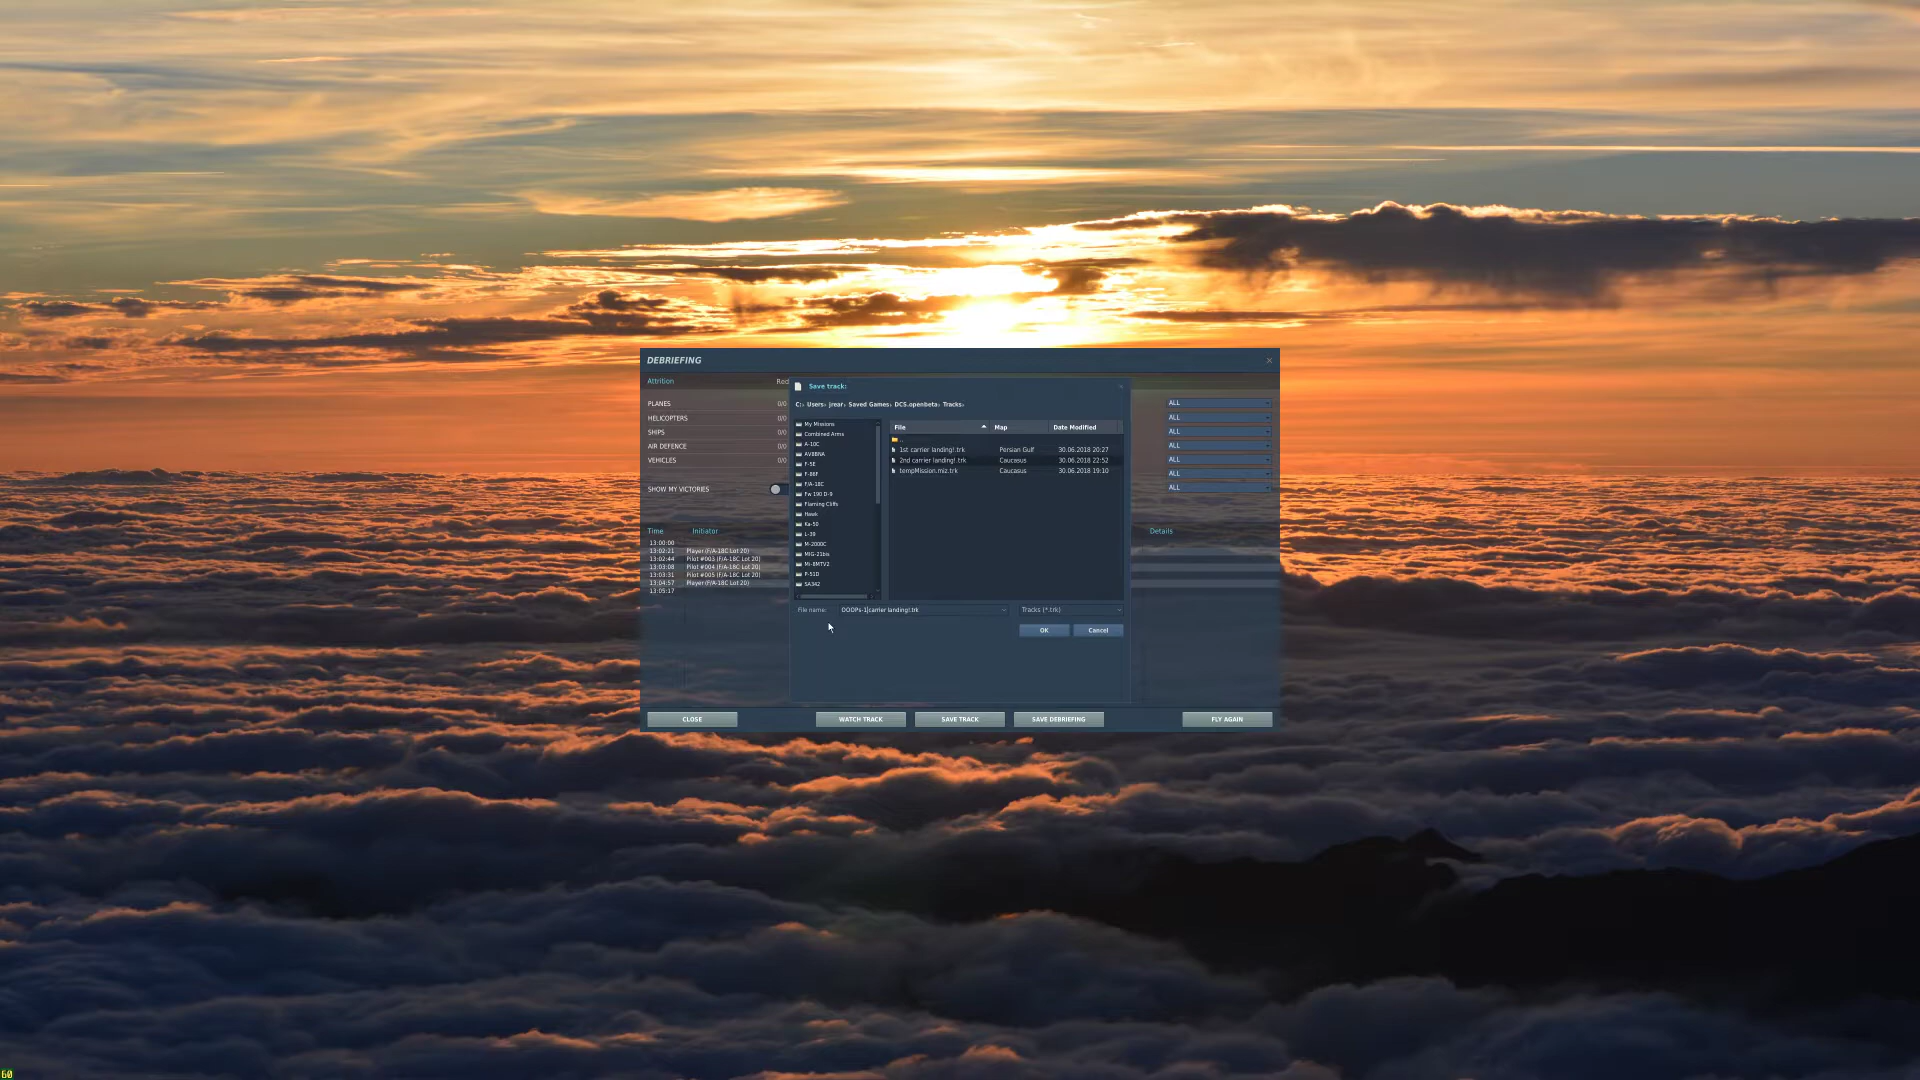 DEBRIEFING
Attrition Red
PLANES 0/0 ALL
HELICOPTERS 0/0 ALL
SHIPS 0/0 ALL
AIR DEFENCE 0/0 ALL
VEHICLES 0/0 ALL
ALL
SHOW MY VICTORIES ALL
Time Initiator Details
13:00:00
13:02:21 Player (F/A-18C Lot 20)
13:02:44 Pilot #003 (F/A-18C Lot 20)
13:03:08 Pilot #004 (F/A-18C Lot 20)
13:03:31 Pilot #005 (F/A-18C Lot 20)
13:04:57 Player (F/A-18C Lot 20)
13:05:17
Save track:
C:› Users› jrear› Saved Games› DCS.openbeta› Tracks›
My Missions
Combined Arms
A-10C
AV8BNA
F-5E
F-86F
F/A-18C
Fw 190 D-9
Flaming Cliffs
Hawk
Ka-50
L-39
M-2000C
MIG-21bis
Mi-8MTV2
P-51D
SA342
File Map Date Modified
..
1st carrier landing!.trk Persian Gulf 30.06.2018 20:27
2nd carrier landing!.trk Caucasus 30.06.2018 22:52
tempMission.miz.trk Caucasus 30.06.2018 19:10
File name: OOOPs-1carrier landing!.trk Tracks (*.trk)
OK Cancel
CLOSE WATCH TRACK SAVE TRACK SAVE DEBRIEFING FLY AGAIN
60